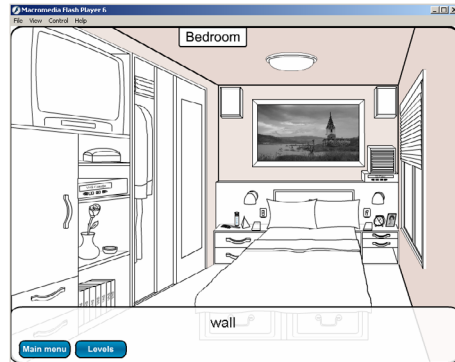 Macromedia Flash Player 6
File View Control Help
Bedroom
wall
Main menu Levels